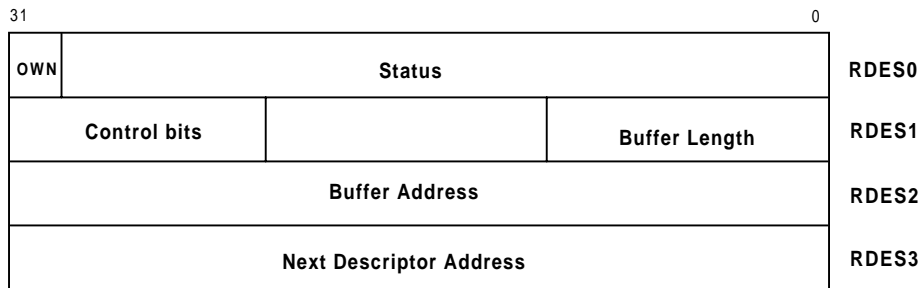 31 0
OWN Status RDES0
Control bits Buffer Length RDES1
Buffer Address RDES2
Next Descriptor Address RDES3